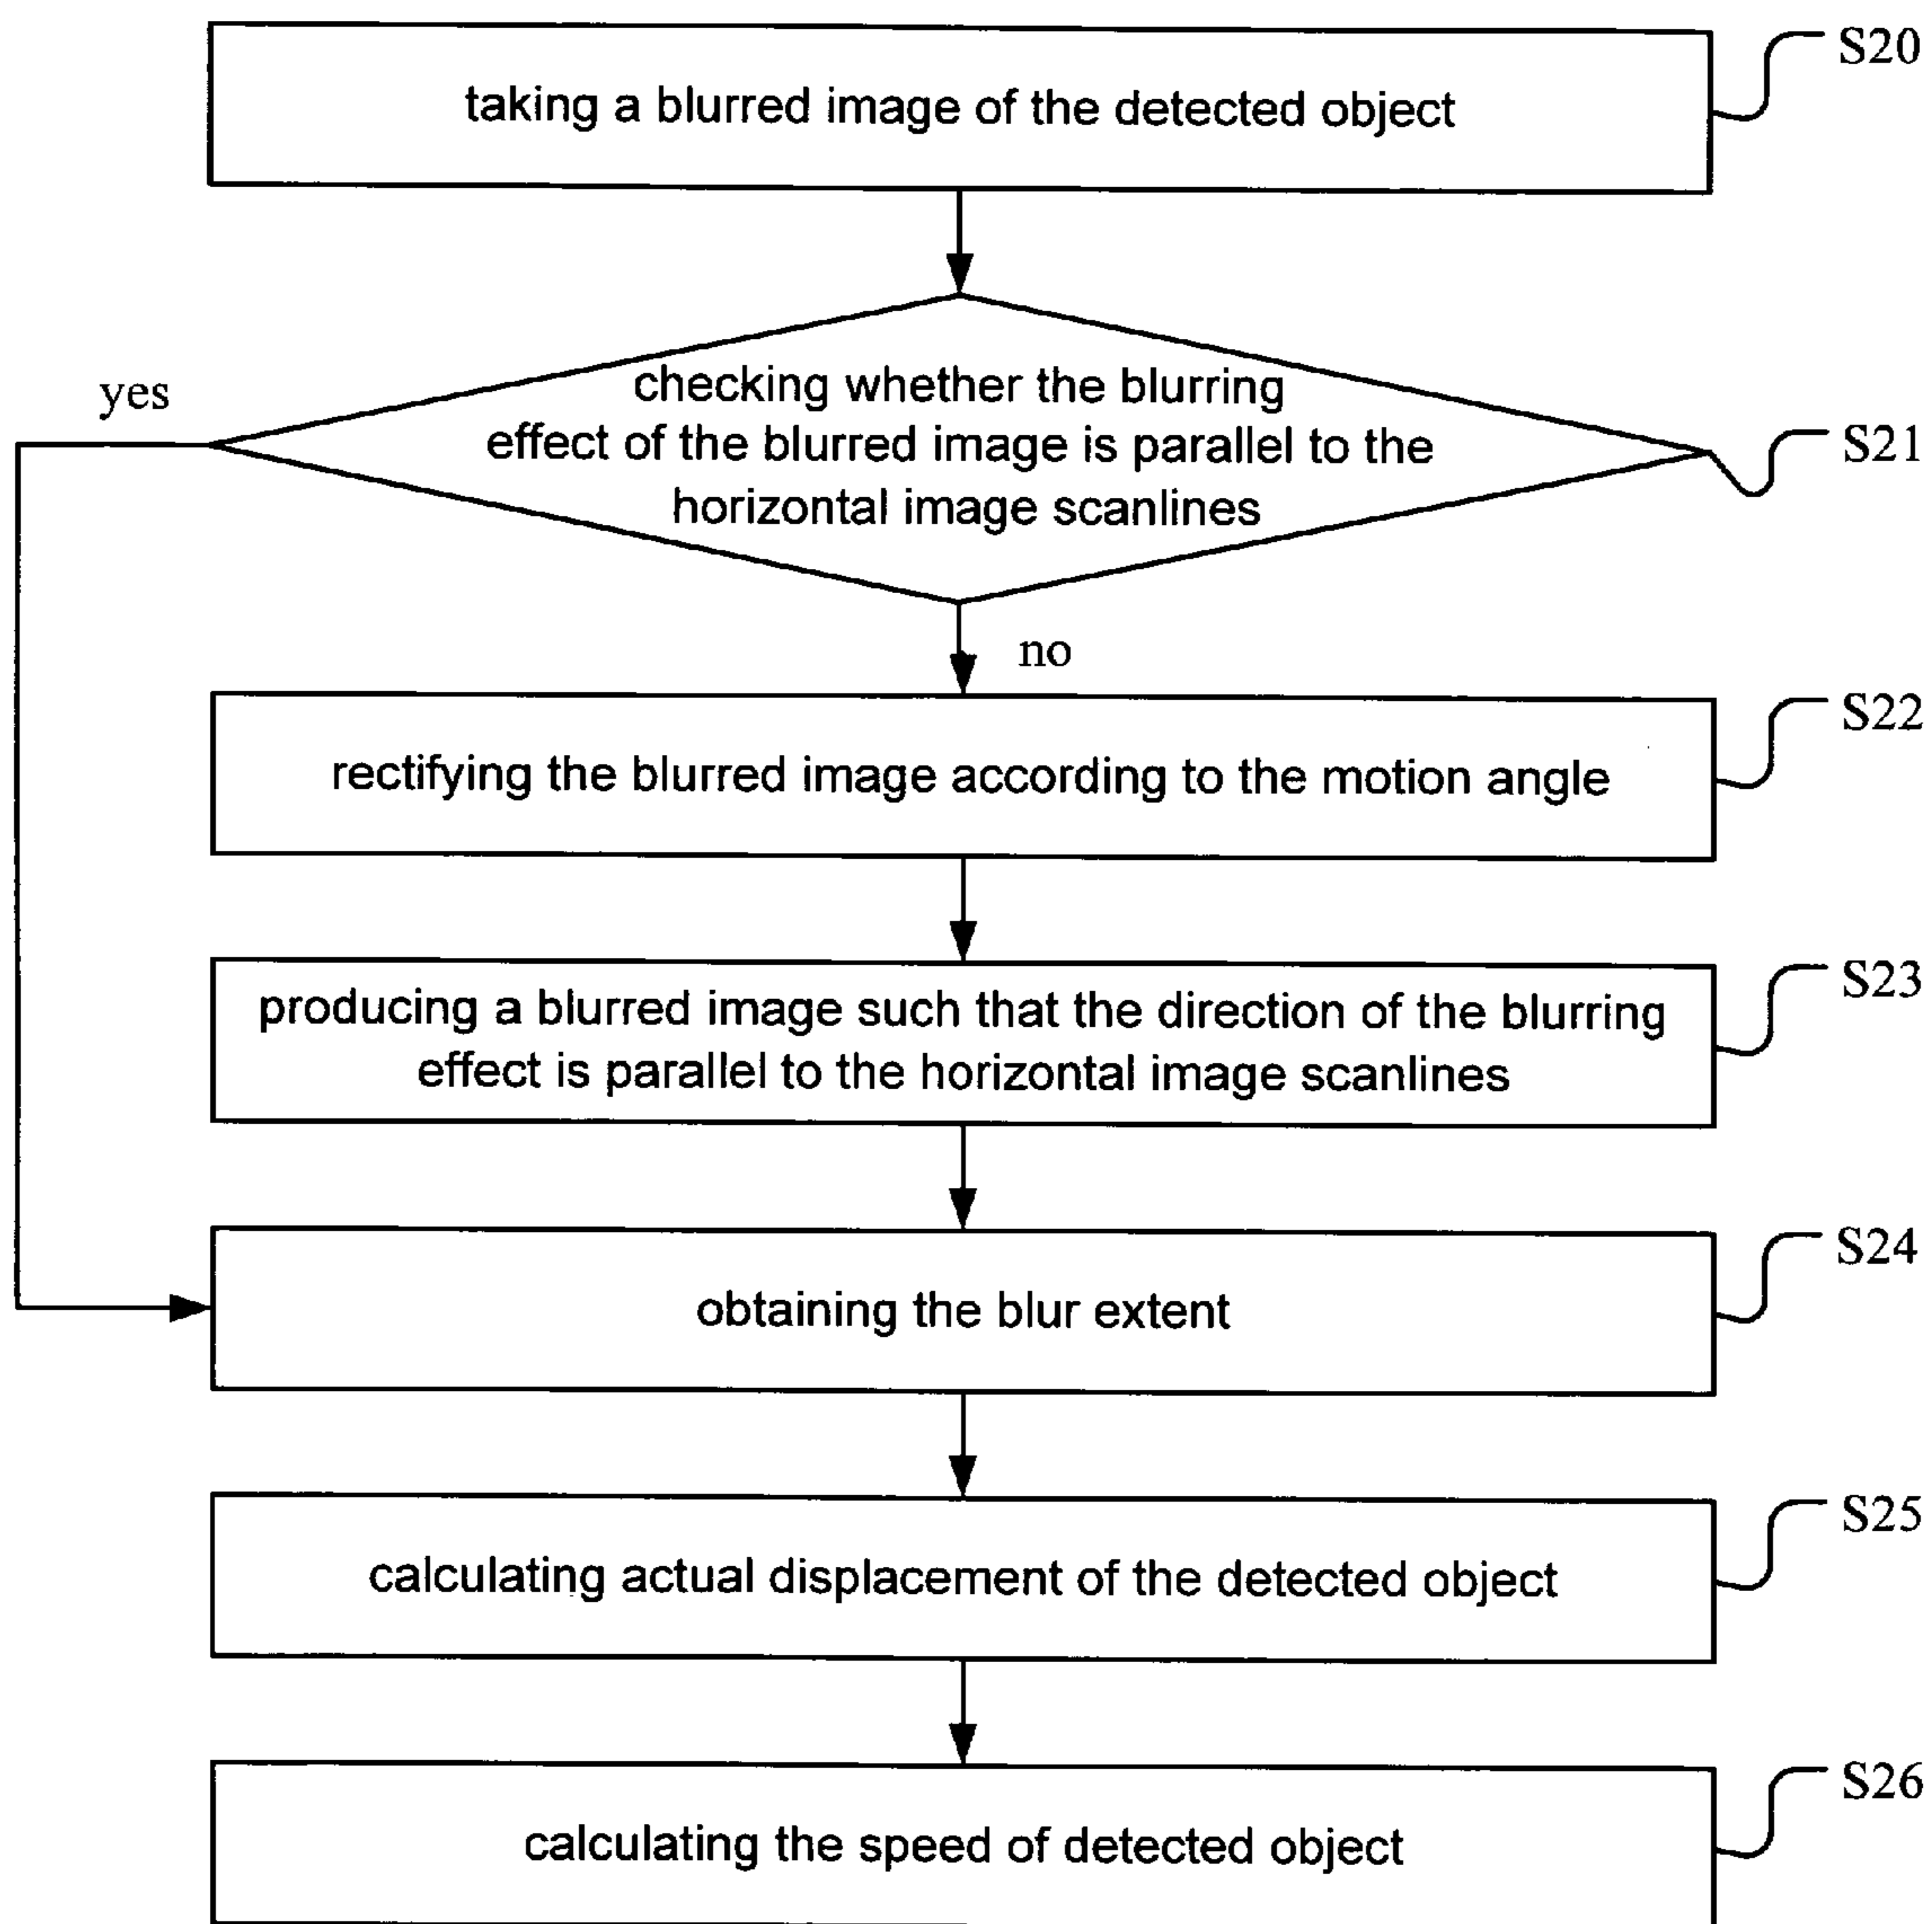 taking a blurred image of the detected object
S20
yes
checking whether the blurring
effect of the blurred image is parallel to the
horizontal image scanlines
S21
no
rectifying the blurred image according to the motion angle
S22
producing a blurred image such that the direction of the blurring
effect is parallel to the horizontal image scanlines
S23
obtaining the blur extent
S24
calculating actual displacement of the detected object
S25
calculating the speed of detected object
S26